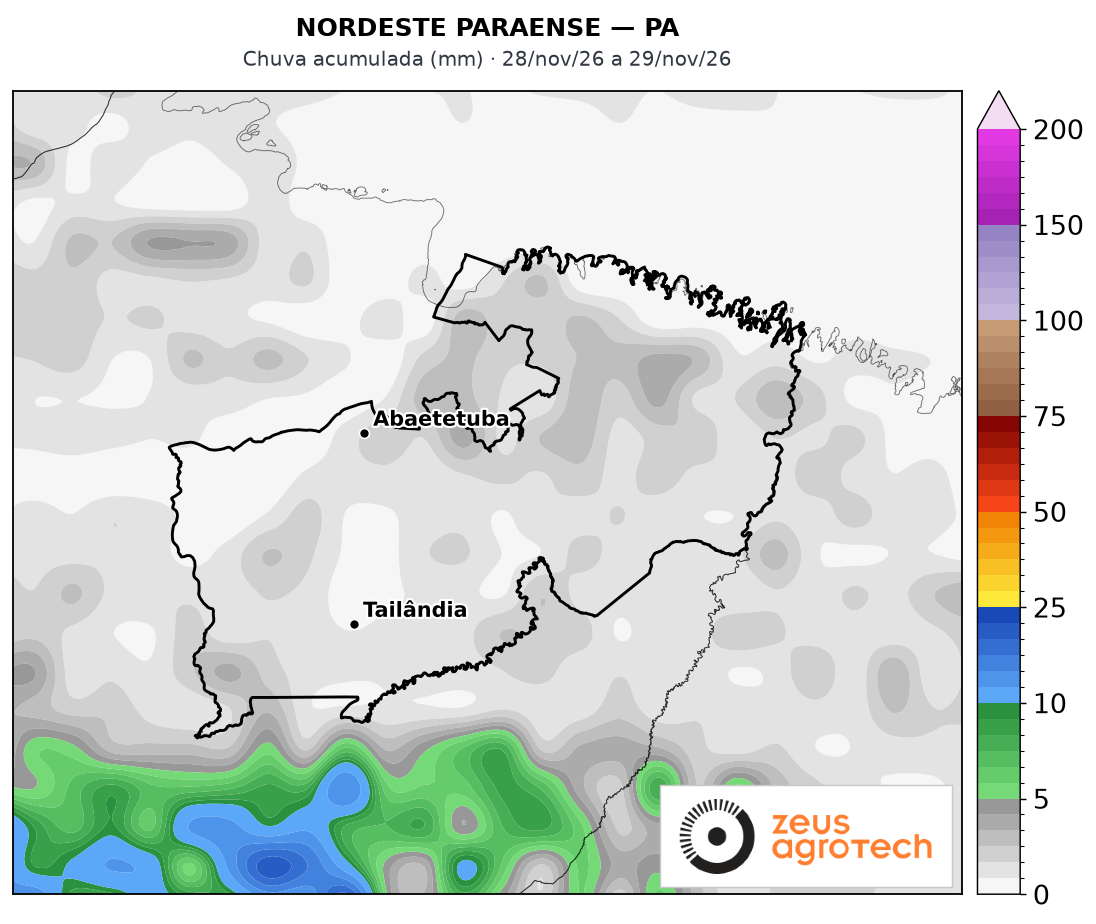 NORDESTE PARAENSE — PA
Chuva acumulada (mm) · 28/nov/26 a 29/nov/26
200
150
100
75
50
25
10
5
0
Abaetetuba
Tailândia
zeus
agrotech